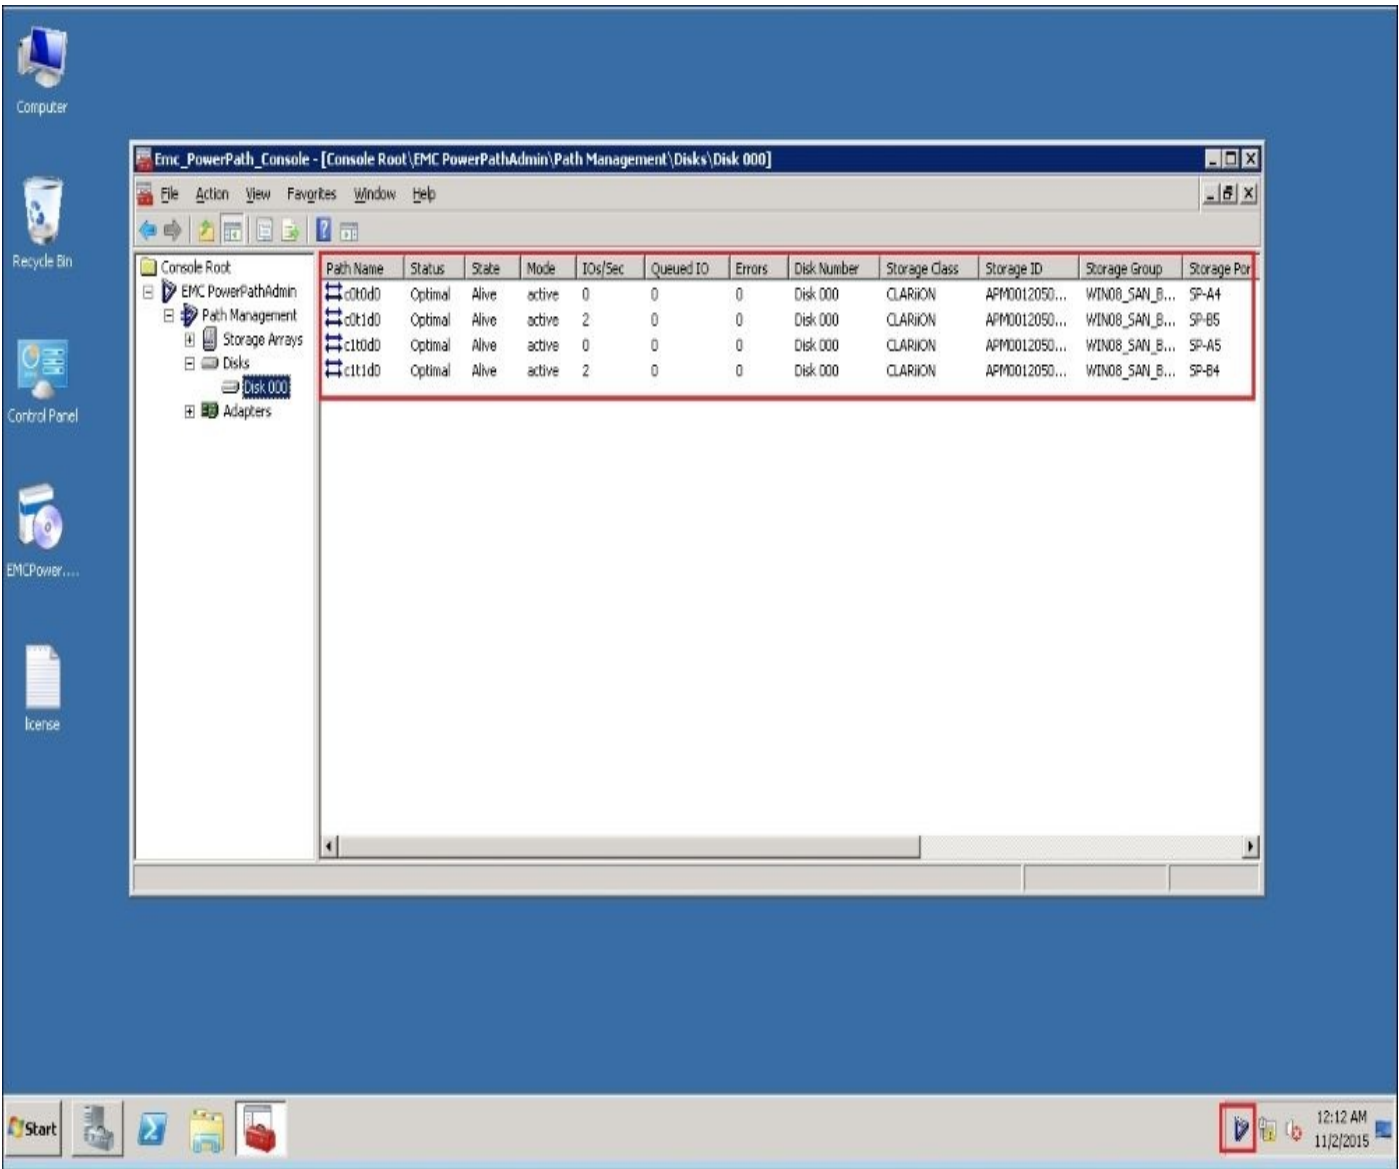 Computer
Recycle Bin
Control Panel
EMCPower....
license
Emc_PowerPath_Console - [Console Root\EMC PowerPathAdmin\Path Management\Disks\Disk 000]
File Action View Favorites Window Help
Console Root
EMC PowerPathAdmin
Path Management
Storage Arrays
Disks
Disk 000
Adapters
Path Name Status State Mode IOs/Sec Queued IO Errors Disk Number Storage Class Storage ID Storage Group Storage Por
c0t0d0 Optimal Alive active 0 0 0 Disk 000 CLARiiON APM0012050... WIN08_SAN_B... SP-A4
c0t1d0 Optimal Alive active 2 0 0 Disk 000 CLARiiON APM0012050... WIN08_SAN_B... SP-B5
c1t0d0 Optimal Alive active 0 0 0 Disk 000 CLARiiON APM0012050... WIN08_SAN_B... SP-A5
c1t1d0 Optimal Alive active 2 0 0 Disk 000 CLARiiON APM0012050... WIN08_SAN_B... SP-B4
Start
12:12 AM
11/2/2015